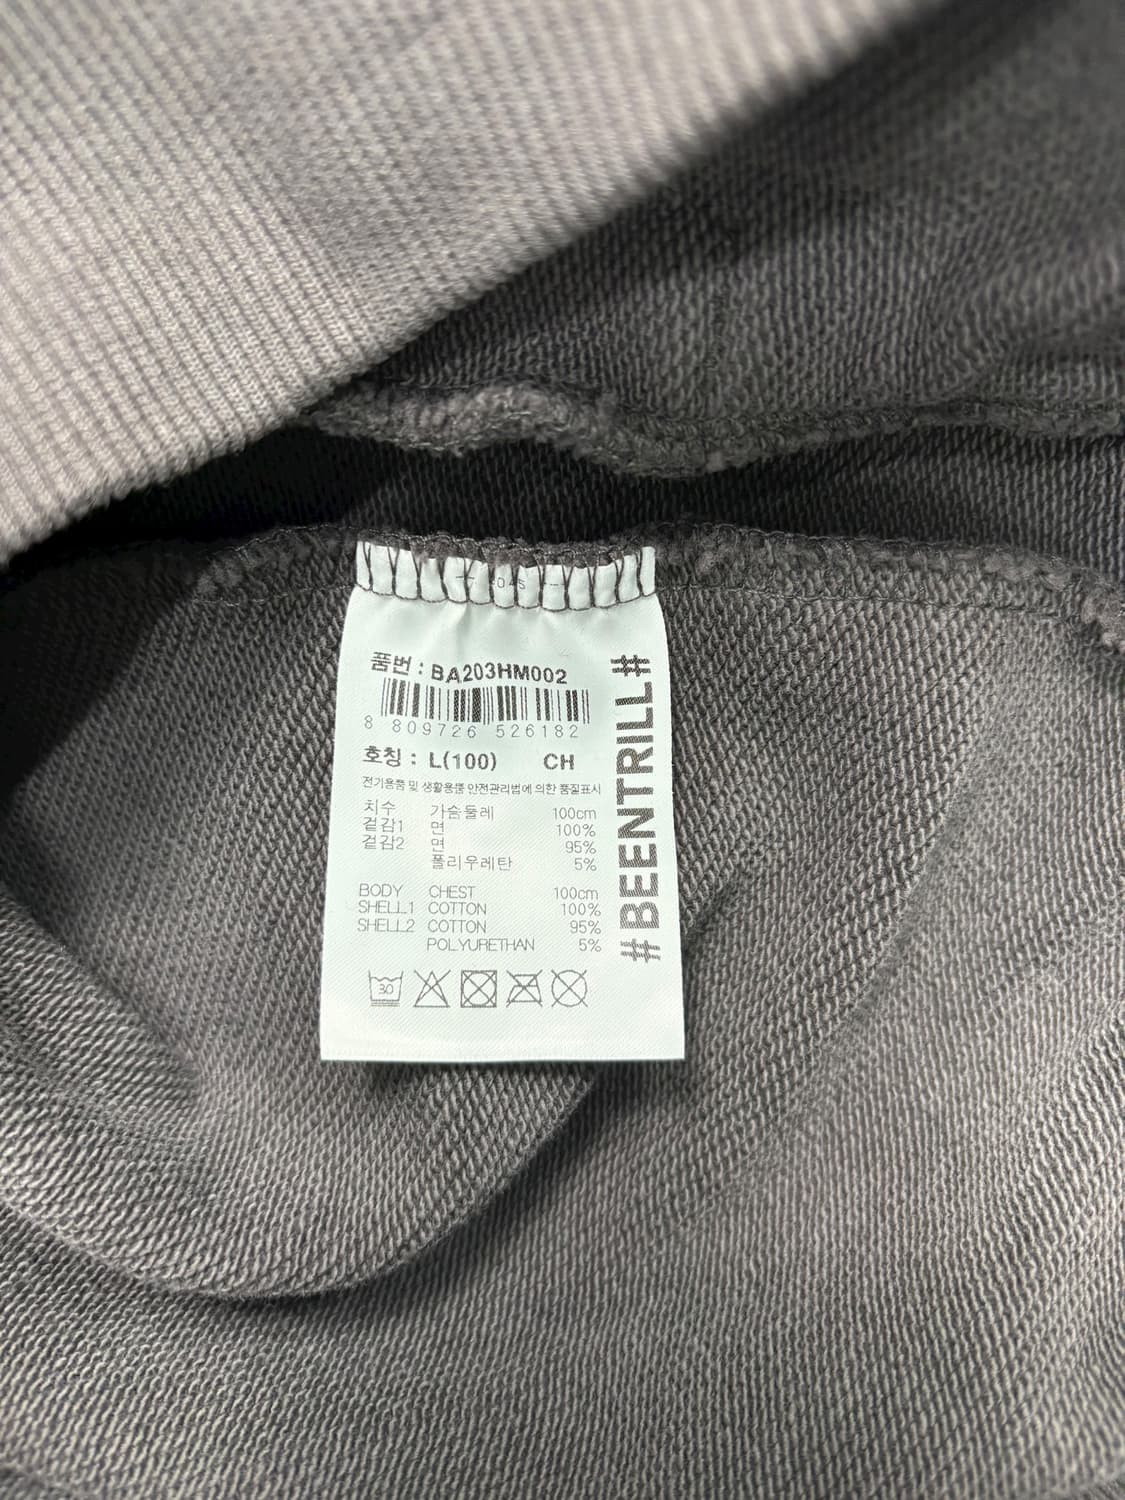 품번 : BA203HM002
8 809726 526182
호칭 : L(100) CH
전기용품 및 생활용품 안전관리법에 의한 품질표시
치수 가슴둘레 100cm
겉감1 면 100%
겉감2 면 95%
폴리우레탄 5%
BODY CHEST 100cm
SHELL1 COTTON 100%
SHELL2 COTTON 95%
POLYURETHAN 5%
30
# BEENTRILL #